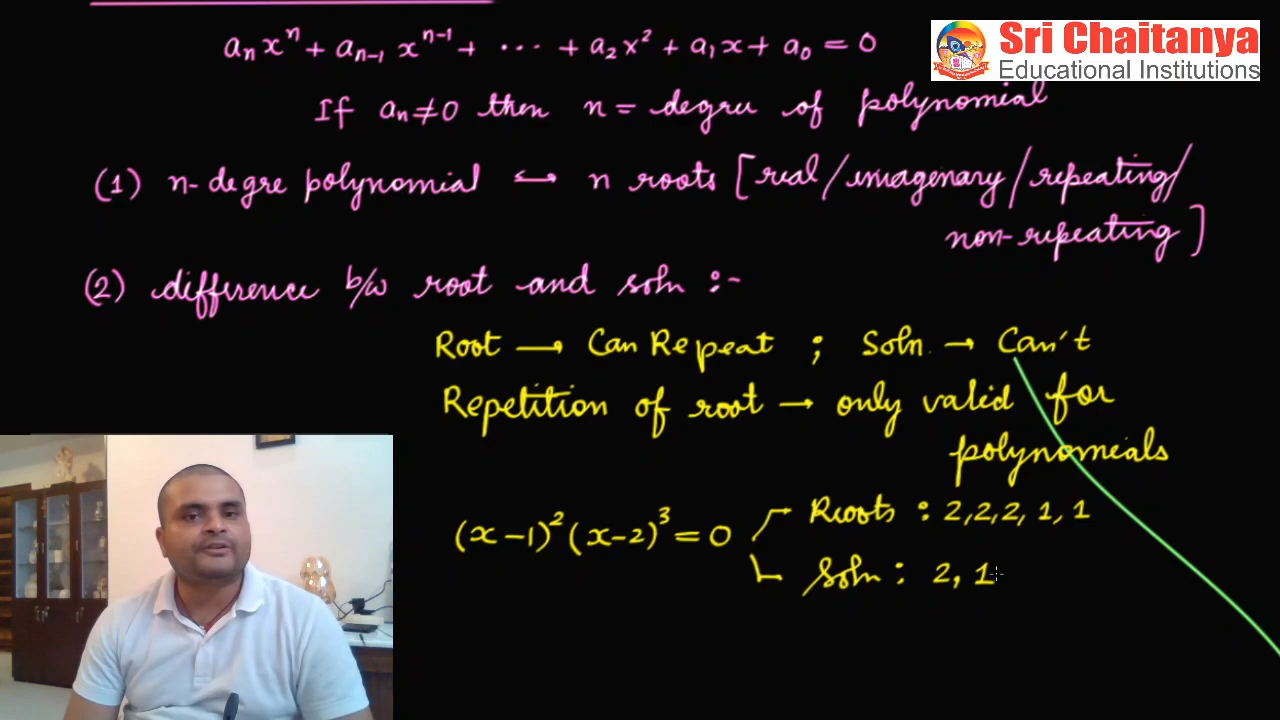 aₙxⁿ + aₙ₋₁xⁿ⁻¹ + ... + a₂x² + a₁x + a₀ = 0
Sri Chaitanya
Educational Institutions
If aₙ≠0 then n = degree of polynomial
(1) n-degre polynomial ↔ n roots [real/imagenary/repeating/
non-repeating]
(2) difference b/w root and soln :-
Root → Can Repeat ; Soln. → Can't
Repetition of root → only valid for
polynomials
(x-1)²(x-2)³ = 0
Roots : 2,2,2, 1, 1
Soln : 2, 1